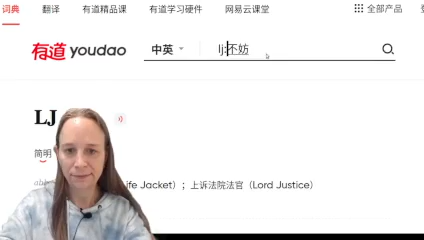 词典 翻译 有道精品课 有道学习硬件 网易云课堂 全部产品
有道 youdao 中英 lj:不妨
LJ
简明
ife Jacket）；上诉法院法官（Lord Justice）